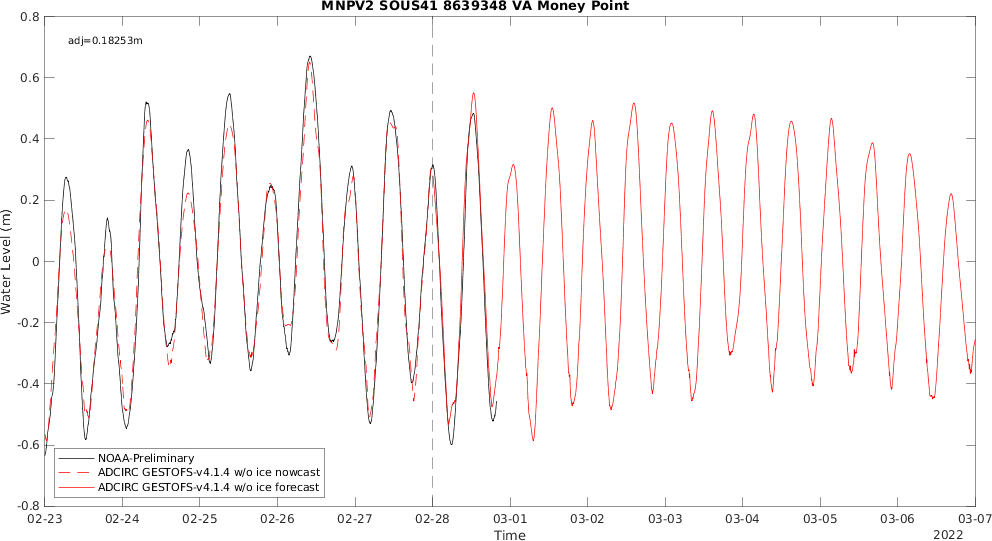 MNPV2 SOUS41 8639348 VA Money Point
adj=0.18253m
0.8
0.6
0.4
0.2
0
-0.2
-0.4
-0.6
-0.8
Water Level (m)
NOAA-Preliminary
ADCIRC GESTOFS-v4.1.4 w/o ice nowcast
ADCIRC GESTOFS-v4.1.4 w/o ice forecast
02-23 02-24 02-25 02-26 02-27 02-28 03-01 03-02 03-03 03-04 03-05 03-06 03-07
Time
2022